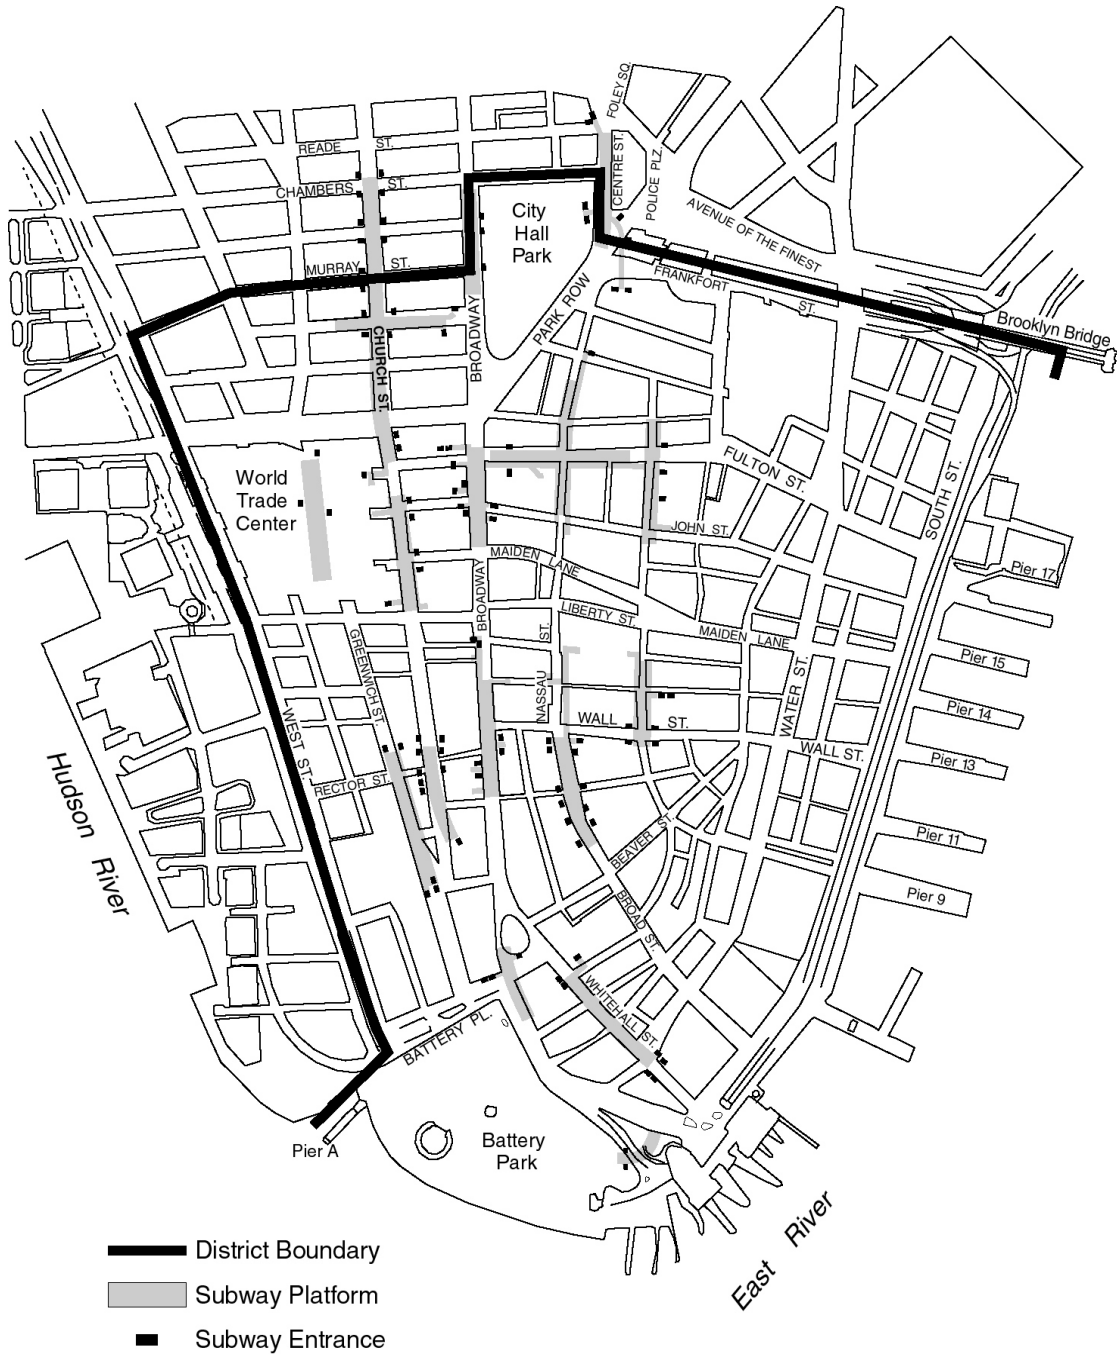 FOLEY SQ.
READE ST.
CENTRE ST.
POLICE PLZ.
CHAMBERS ST.
AVENUE OF THE FINEST
City
Hall
Park
MURRAY ST.
FRANKFORT ST.
PARK ROW
BROADWAY
Brooklyn Bridge
CHURCH ST.
World
Trade
Center
FULTON ST.
SOUTH ST.
JOHN ST.
MAIDEN LANE
Pier 17
BROADWAY
LIBERTY ST.
MAIDEN LANE
GREENWICH ST.
NASSAU ST.
Pier 15
WATER ST.
Pier 14
WEST ST.
WALL ST.
WALL ST.
Pier 13
RECTOR ST.
Hudson River
BEAVER ST.
Pier 11
Pier 9
BROAD ST.
WHITEHALL ST.
BATTERY PL.
Pier A
Battery
Park
East River
District Boundary
Subway Platform
Subway Entrance